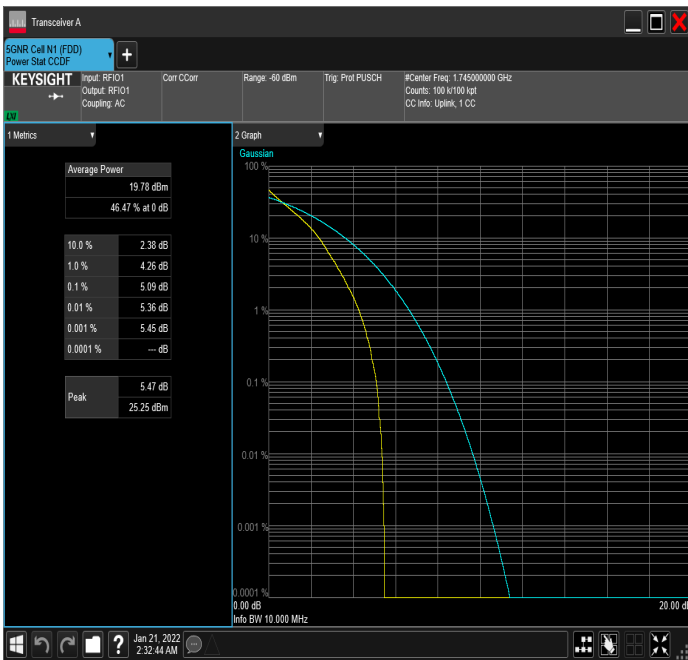 Transceiver A
5GNR Cell N1 (FDD)
Power Stat CCDF
KEYSIGHT
Input: RFIO1
Output: RFIO1
Coupling: AC
Corr CCorr
Range: -60 dBm
Trig: Prot PUSCH
#Center Freq: 1.745000000 GHz
Counts: 100 k/100 kpt
CC Info: Uplink, 1 CC
LXI
1 Metrics
Average Power
19.78 dBm
46.47 % at 0 dB
10.0 % 2.38 dB
1.0 % 4.26 dB
0.1 % 5.09 dB
0.01 % 5.36 dB
0.001 % 5.45 dB
0.0001 % --- dB
Peak
5.47 dB
25.25 dBm
2 Graph
Gaussian
100 %
10 %
1 %
0.1 %
0.01 %
0.001 %
0.0001 %
0.00 dB
20.00 dB
Info BW 10.000 MHz
?
Jan 21, 2022
2:32:44 AM